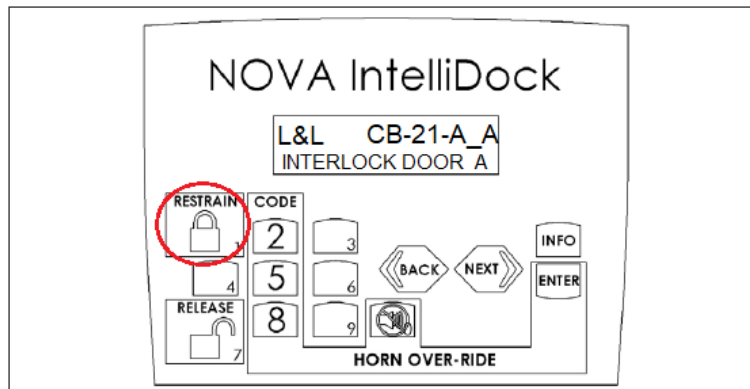 NOVA IntelliDock
L&L CB-21-A_A
INTERLOCK DOOR A
RESTRAIN CODE
1 2 3
BACK NEXT INFO
4 5 6 ENTER
RELEASE
7 8 9 0
HORN OVER-RIDE